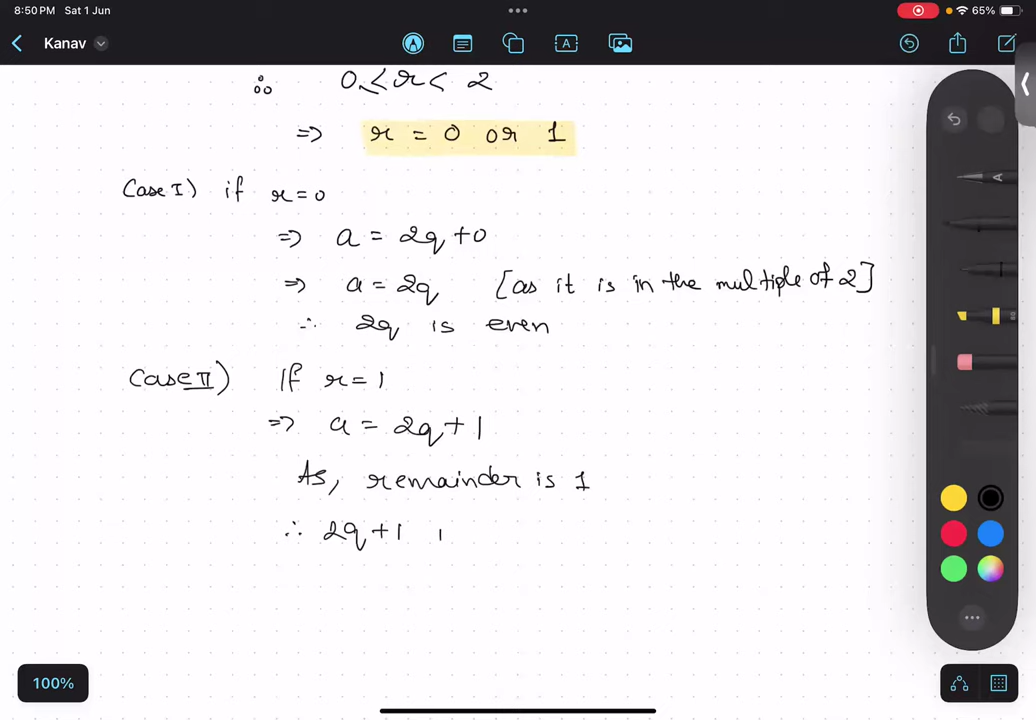 8:50 PM Sat 1 Jun
65%
Kanav
∴ 0 ≤ r < 2
=> r = 0 or 1
Case I) if r = 0
=> a = 2q + 0
=> a = 2q [as it is in the multiple of 2]
∴ 2q is even
Case II) If r = 1
=> a = 2q + 1
As, remainder is 1
∴ 2q + 1 ı
100%